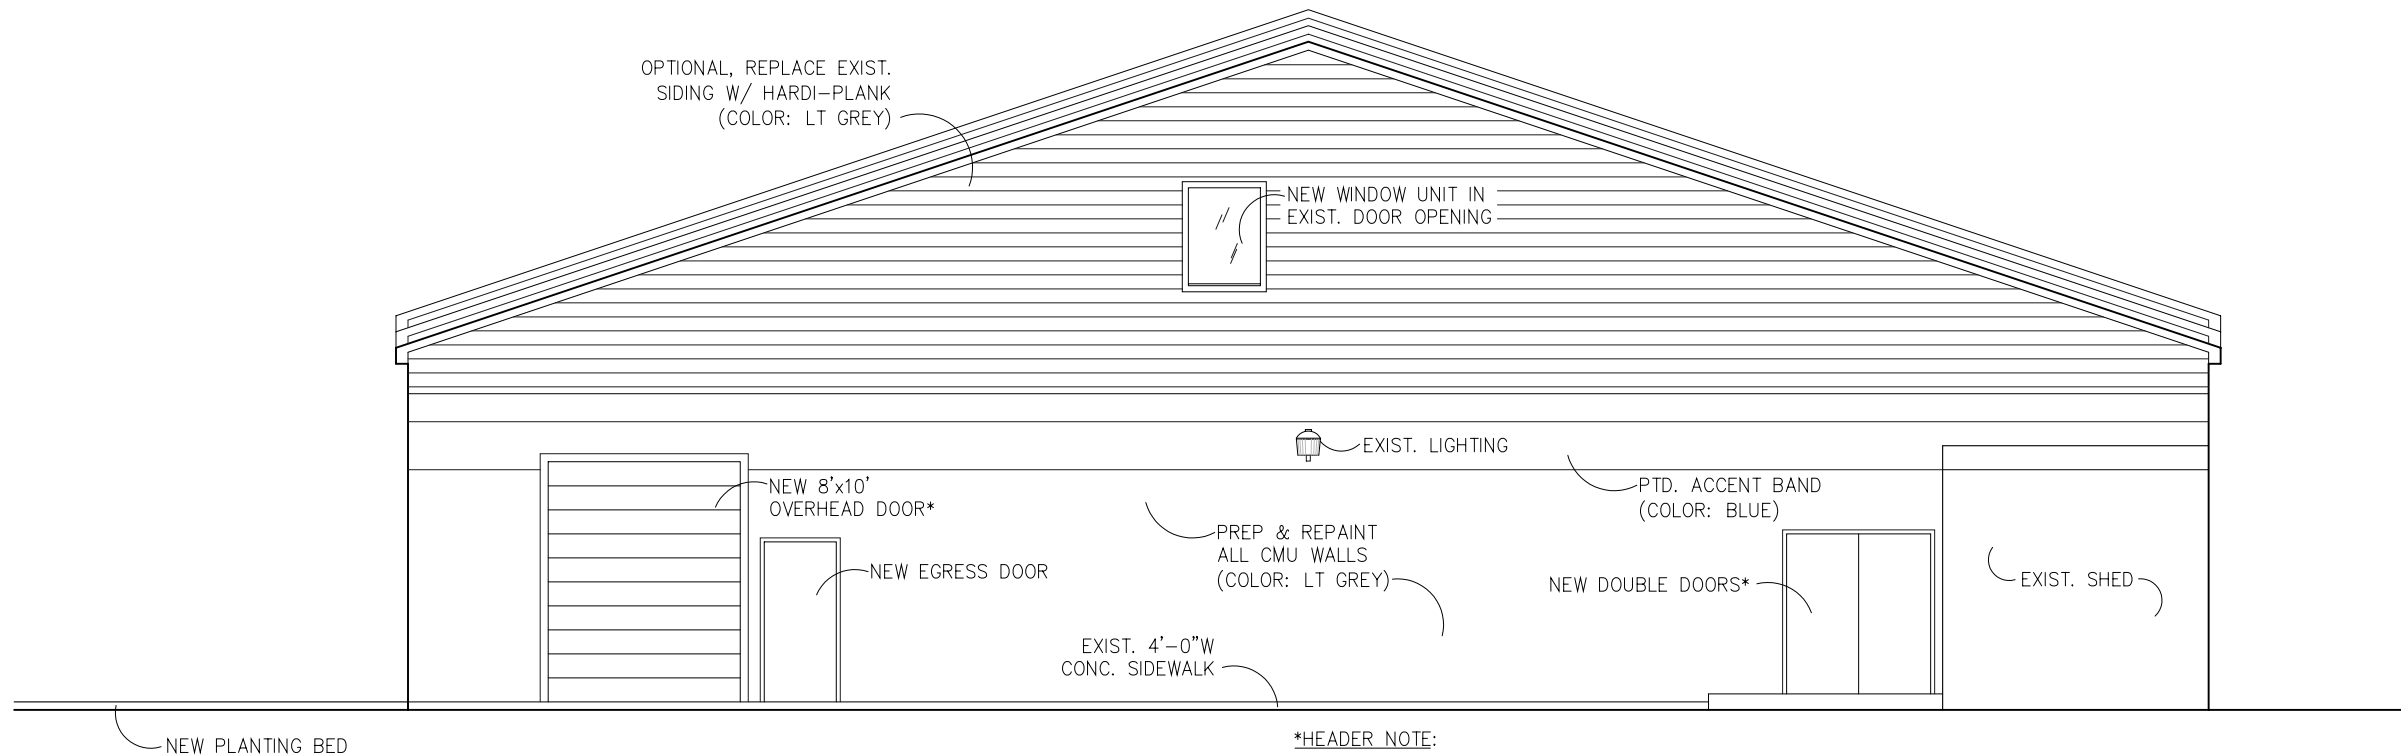 OPTIONAL, REPLACE EXIST.
SIDING W/ HARDI-PLANK
(COLOR: LT GREY)
NEW WINDOW UNIT IN
EXIST. DOOR OPENING
EXIST. LIGHTING
NEW 8'x10'
OVERHEAD DOOR*
PTD. ACCENT BAND
(COLOR: BLUE)
PREP & REPAINT
ALL CMU WALLS
(COLOR: LT GREY)
NEW EGRESS DOOR
NEW DOUBLE DOORS*
EXIST. SHED
EXIST. 4'-0"W
CONC. SIDEWALK
NEW PLANTING BED
*HEADER NOTE: